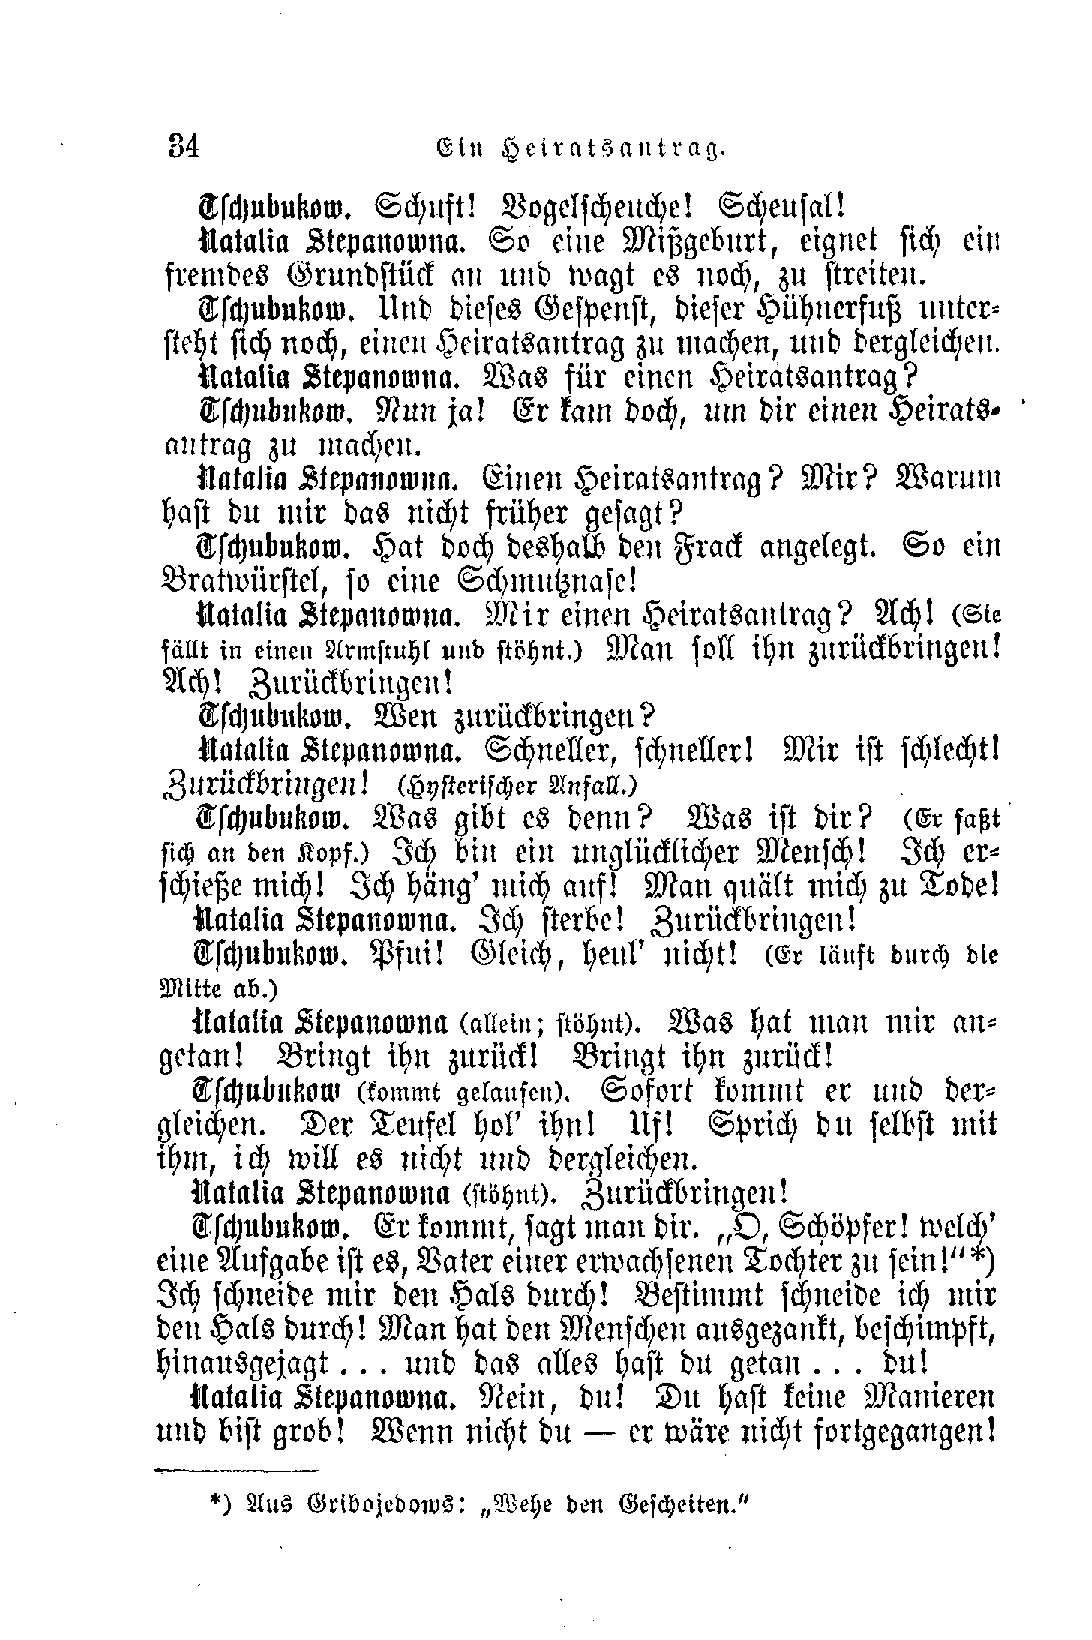 34 Ein Heiratsantrag.
Tschubukow. Schuft! Vogelscheuche! Scheusal!
Natalia Stepanowna. So eine Mißgeburt, eignet sich ein
fremdes Grundstück an und wagt es noch, zu streiten.
Tschubukow. Und dieses Gespenst, dieser Hühnerfuß unter-
steht sich noch, einen Heiratsantrag zu machen, und dergleichen.
Natalia Stepanowna. Was für einen Heiratsantrag?
Tschubukow. Nun ja! Er kam doch, um dir einen Heirats-
antrag zu machen.
Natalia Stepanowna. Einen Heiratsantrag? Mir? Warum
hast du mir das nicht früher gesagt?
Tschubukow. Hat doch deshalb den Frack angelegt. So ein
Bratwürstel, so eine Schmutznase!
Natalia Stepanowna. Mir einen Heiratsantrag? Ach! (Sie
fällt in einen Armstuhl und stöhnt.) Man soll ihn zurückbringen!
Ach! Zurückbringen!
Tschubukow. Wen zurückbringen?
Natalia Stepanowna. Schneller, schneller! Mir ist schlecht!
Zurückbringen! (Hysterischer Anfall.)
Tschubukow. Was gibt es denn? Was ist dir? (Er faßt
sich an den Kopf.) Ich bin ein unglücklicher Mensch! Ich er-
schieße mich! Ich häng' mich auf! Man quält mich zu Tode!
Natalia Stepanowna. Ich sterbe! Zurückbringen!
Tschubukow. Pfui! Gleich, heul' nicht! (Er läuft durch die
Mitte ab.)
Natalia Stepanowna (allein; stöhnt). Was hat man mir an-
getan! Bringt ihn zurück! Bringt ihn zurück!
Tschubukow (kommt gelaufen). Sofort kommt er und der-
gleichen. Der Teufel hol' ihn! Uf! Sprich du selbst mit
ihm, ich will es nicht und dergleichen.
Natalia Stepanowna (stöhnt). Zurückbringen!
Tschubukow. Er kommt, sagt man dir. „O, Schöpfer! welch'
eine Aufgabe ist es, Vater einer erwachsenen Tochter zu sein!"*)
Ich schneide mir den Hals durch! Bestimmt schneide ich mir
den Hals durch! Man hat den Menschen ausgezankt, beschimpft,
hinausgejagt . . . und das alles hast du getan . . . du!
Natalia Stepanowna. Nein, du! Du hast keine Manieren
und bist grob! Wenn nicht du — er wäre nicht fortgegangen!
*) Aus Gribojedows: „Wehe den Gescheiten."